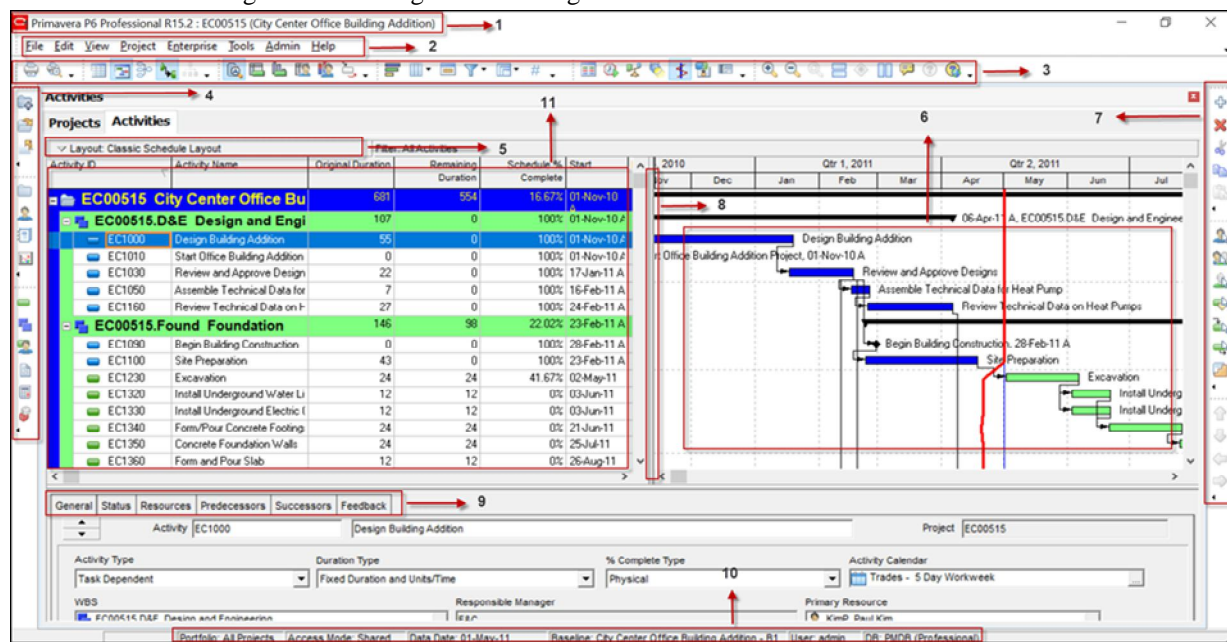 Primavera P6 Professional R15.2 : EC00515 (City Center Office Building Addition) 1
File Edit View Project Enterprise Tools Admin Help 2
3
Activities 4 11
Projects Activities 6 7
Layout: Classic Schedule Layout 5 Filter: All Activities
Activity ID Activity Name Original Duration Remaining Duration Schedule % Complete Start
2010 Qtr 1, 2011 Qtr 2, 2011
Dec Jan Feb Mar Apr May Jun Jul
EC00515 City Center Office Bu 681 554 16.67% 01-Nov-10 A 8
EC00515.D&E Design and Engi 107 0 100% 01-Nov-10 A 06-Apr-11 A, EC00515.D&E Design and Enginee
EC1000 Design Building Addition 55 0 100% 01-Nov-10 A Design Building Addition
EC1010 Start Office Building Addition 0 0 100% 01-Nov-10 A Office Building Addition Project, 01-Nov-10 A
EC1030 Review and Approve Design 22 0 100% 17-Jan-11 A Review and Approve Designs
EC1050 Assemble Technical Data for 7 0 100% 16-Feb-11 A Assemble Technical Data for Heat Pump
EC1160 Review Technical Data on H 27 0 100% 24-Feb-11 A Review Technical Data on Heat Pumps
EC00515.Found Foundation 146 98 22.02% 23-Feb-11 A
EC1090 Begin Building Construction 0 0 100% 28-Feb-11 A Begin Building Construction, 28-Feb-11 A
EC1100 Site Preparation 43 0 100% 23-Feb-11 A Site Preparation
EC1230 Excavation 24 24 41.67% 02-May-11 Excavation
EC1320 Install Underground Water Li 12 12 0% 03-Jun-11 Install Underg
EC1330 Install Underground Electric 12 12 0% 03-Jun-11 Install Underg
EC1340 Form/Pour Concrete Footing 24 24 0% 21-Jun-11
EC1350 Concrete Foundation Walls 24 24 0% 25-Jul-11
EC1360 Form and Pour Slab 12 12 0% 26-Aug-11
General Status Resources Predecessors Successors Feedback 9
Activity EC1000 Design Building Addition Project EC00515
Activity Type Duration Type % Complete Type Activity Calendar
Task Dependent Fixed Duration and Units/Time Physical 10 Trades - 5 Day Workweek
WBS Responsible Manager Primary Resource
EC00515.D&E Design and Engineering E&C KimP. Paul Kim
Portfolio: All Projects Access Mode: Shared Data Date: 01-May-11 Baseline: City Center Office Building Addition - B1 User: admin DB: PMDB (Professional)